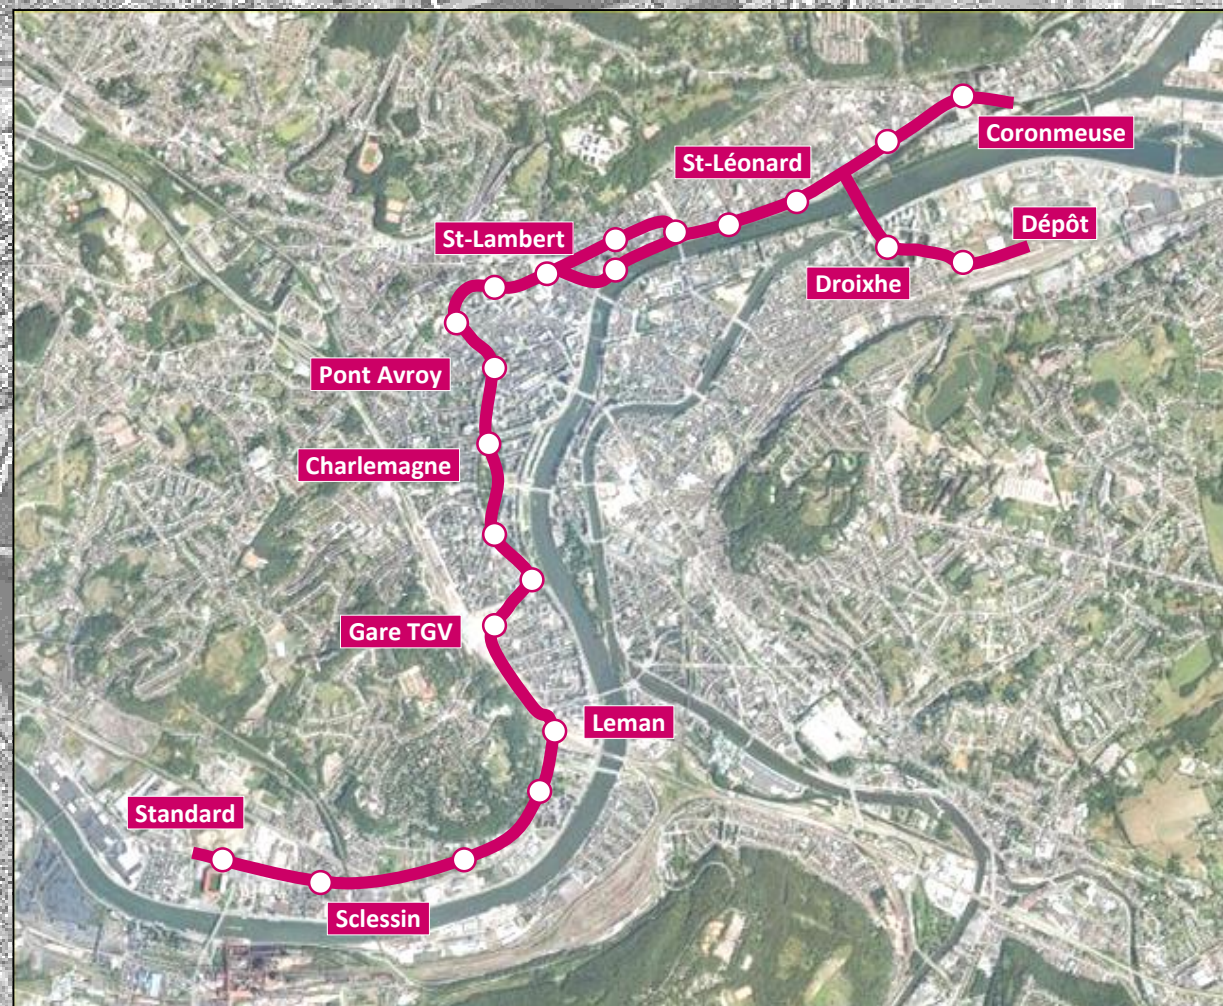 Coronmeuse
St-Léonard
Dépôt
St-Lambert
Droixhe
Pont Avroy
Charlemagne
Gare TGV
Leman
Standard
Sclessin